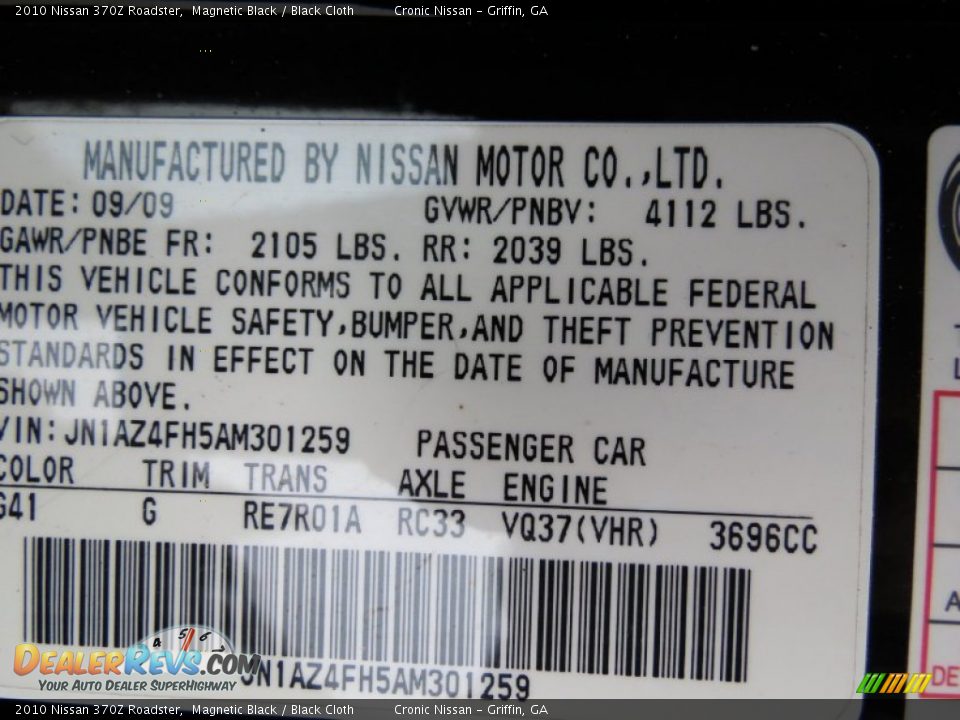 2010 Nissan 370Z Roadster, Magnetic Black / Black Cloth Cronic Nissan - Griffin, GA
MANUFACTURED BY NISSAN MOTOR CO.,LTD.
DATE: 09/09 GVWR/PNBV: 4112 LBS.
GAWR/PNBE FR: 2105 LBS. RR: 2039 LBS.
THIS VEHICLE CONFORMS TO ALL APPLICABLE FEDERAL
MOTOR VEHICLE SAFETY,BUMPER,AND THEFT PREVENTION
STANDARDS IN EFFECT ON THE DATE OF MANUFACTURE
SHOWN ABOVE.
VIN:JN1AZ4FH5AM301259 PASSENGER CAR
COLOR TRIM TRANS AXLE ENGINE
G41 G RE7R01A RC33 VQ37(VHR) 3696CC
JN1AZ4FH5AM301259
4 5 6
DEALERREVS.COM
YOUR AUTO DEALER SUPERHIGHWAY
DE
2010 Nissan 370Z Roadster, Magnetic Black / Black Cloth Cronic Nissan - Griffin, GA